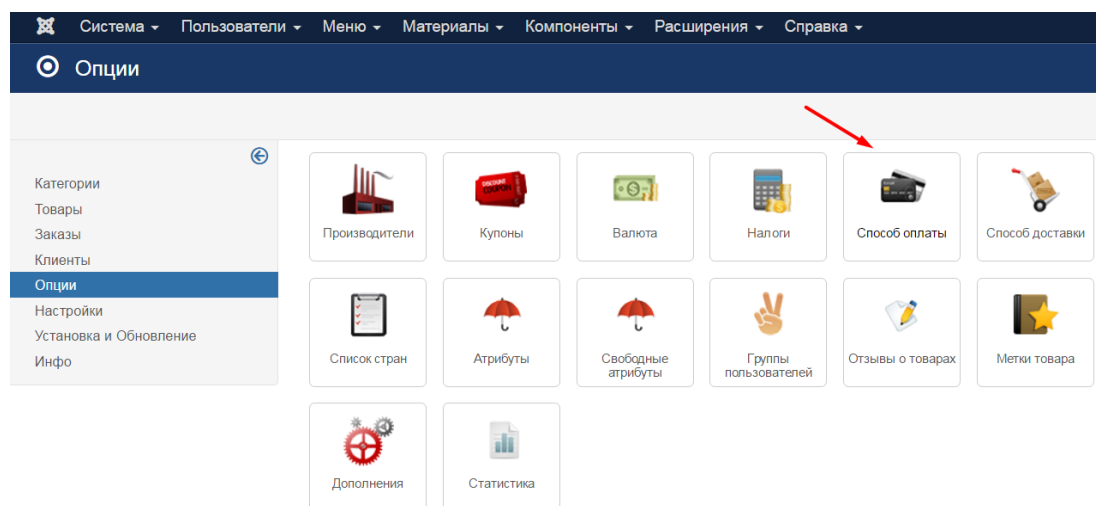 Система Пользователи Меню Материалы Компоненты Расширения Справка
Опции
Категории
Товары
Заказы
Клиенты
Опции
Настройки
Установка и Обновление
Инфо
DISCOUNT
COUPON
Производители Купоны Валюта Налоги Способ оплаты Способ доставки
Список стран Атрибуты Свободные атрибуты Группы пользователей Отзывы о товарах Метки товара
Дополнения Статистика